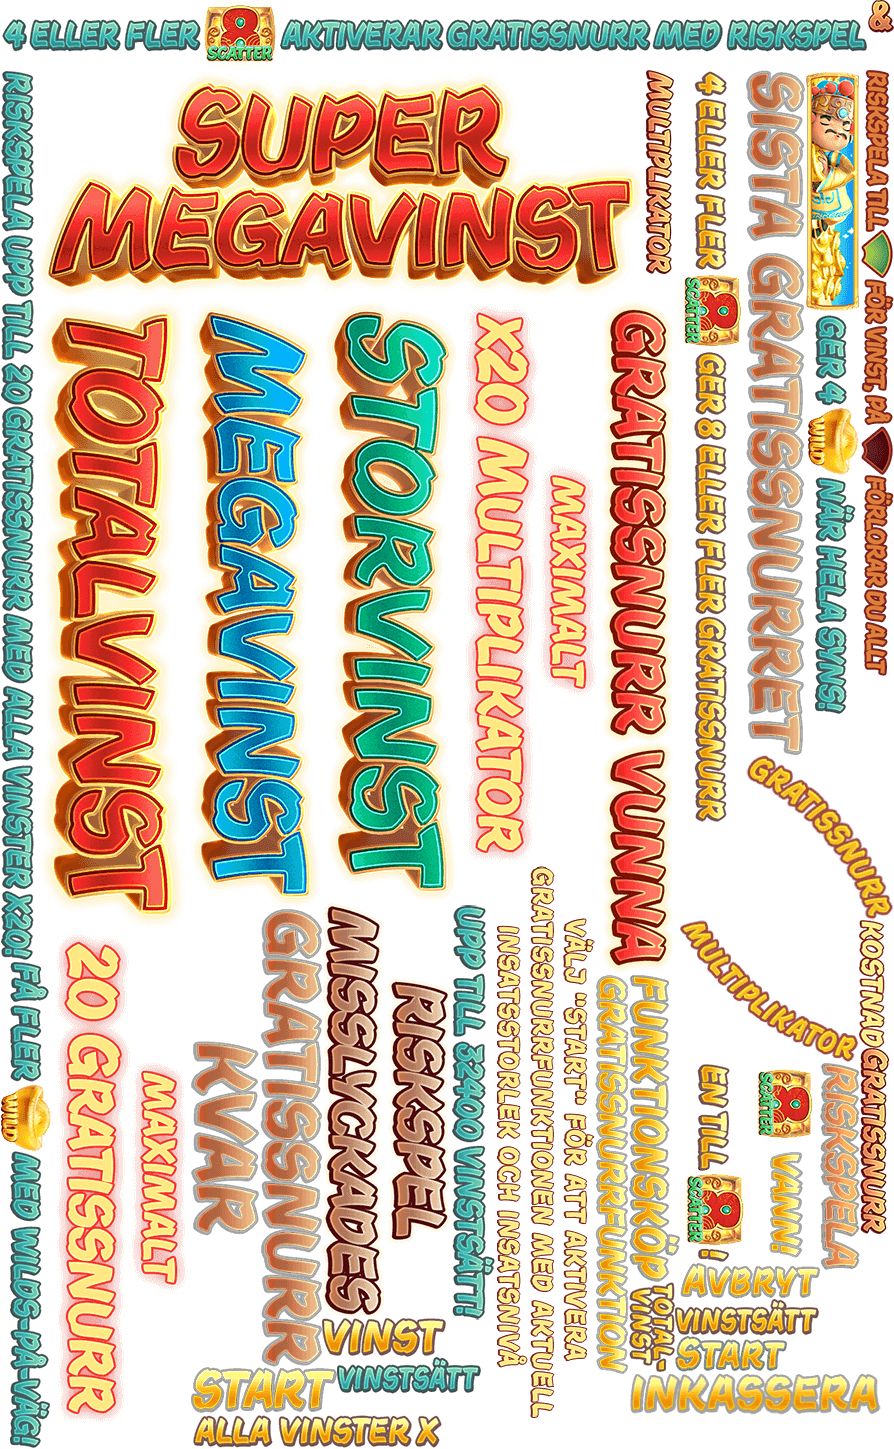 4 ELLER FLER 8 SCATTER AKTIVERAR GRATISSNURR MED RISKSPEL
&
SUPER
MEGAVINST
RISKSPELA UPP TILL 20 GRATISSNURR MED ALLA VINSTER X20! FÅ FLER WILD MED WILDS-PÅ-VÄG!
TOTALVINST
MEGAVINST
STORVINST
X20 MULTIPLIKATOR
MAXIMALT
GRATISSNURR VUNNA
MULTIPLIKATOR
4 ELLER FLER 8 SCATTER GER 8 ELLER FLER GRATISSNURR
SISTA GRATISSNURRET
GER 4 WILD NÄR HELA SYNS!
RISKSPELA TILL FÖR VINST, PÅ FÖRLORAR DU ALLT
GRATISSNURR
MULTIPLIKATOR
KOSTNAD GRATISSNURR
RISKSPELA
8 SCATTER VANN!
EN TILL 8 SCATTER !
MAXIMALT
20 GRATISSNURR
GRATISSNURR
KVAR
RISKSPEL
MISSLYCKADES
UPP TILL 32400 VINSTSÄTT!
VÄLJ "START" FÖR ATT AKTIVERA
GRATISSNURRFUNKTIONEN MED AKTUELL
INSATSSTORLEK OCH INSATSNIVÅ
FUNKTIONSKÖP
GRATISSNURRFUNKTION
TOTAL-
VINST
AVBRYT
VINSTSÄTT
START
INKASSERA
VINST
VINSTSÄTT
START
ALLA VINSTER X